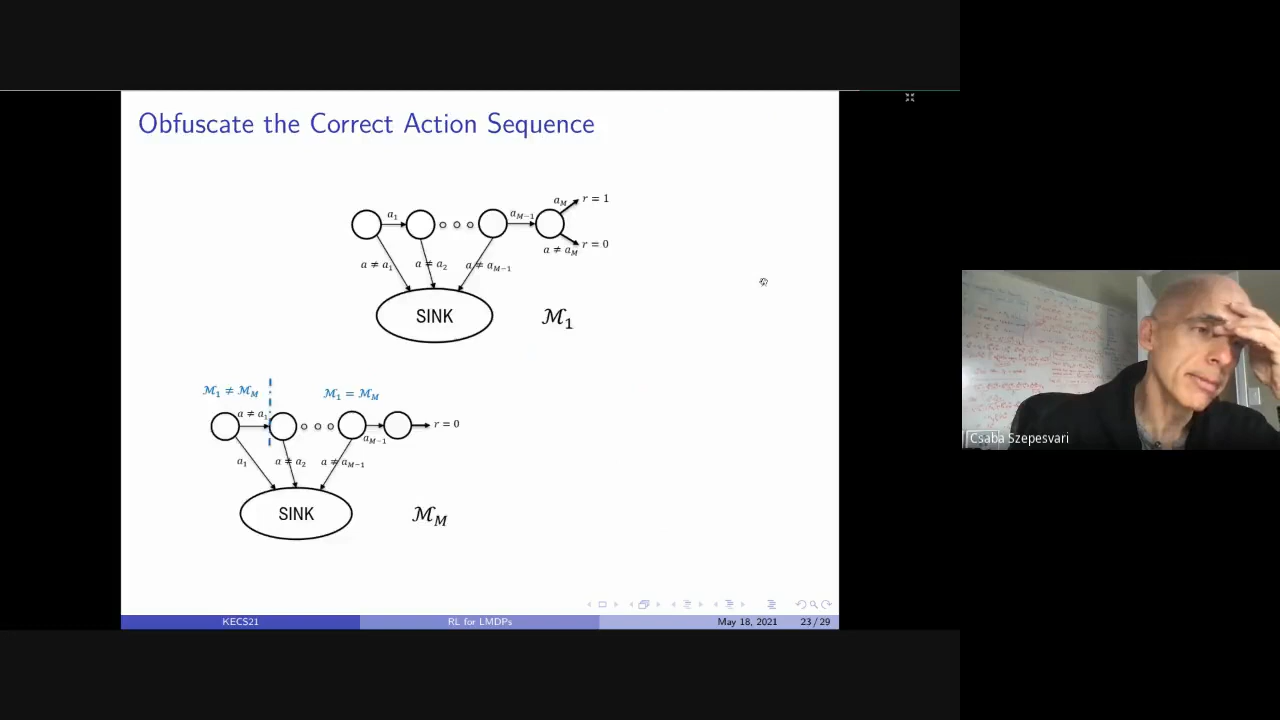 Obfuscate the Correct Action Sequence
a₁ a_{M−1} a_M r = 1
a ≠ a_M r = 0
a ≠ a₁ a ≠ a₂ a ≠ a_{M−1}
SINK ℳ₁
ℳ₁ ≠ ℳ_M ℳ₁ = ℳ_M
a ≠ a₁ a_{M−1} r = 0
a₁ a ≠ a₂ a ≠ a_{M−1}
SINK ℳ_M
KECS21 RL for LMDPs May 18, 2021 23 / 29
Csaba Szepesvari